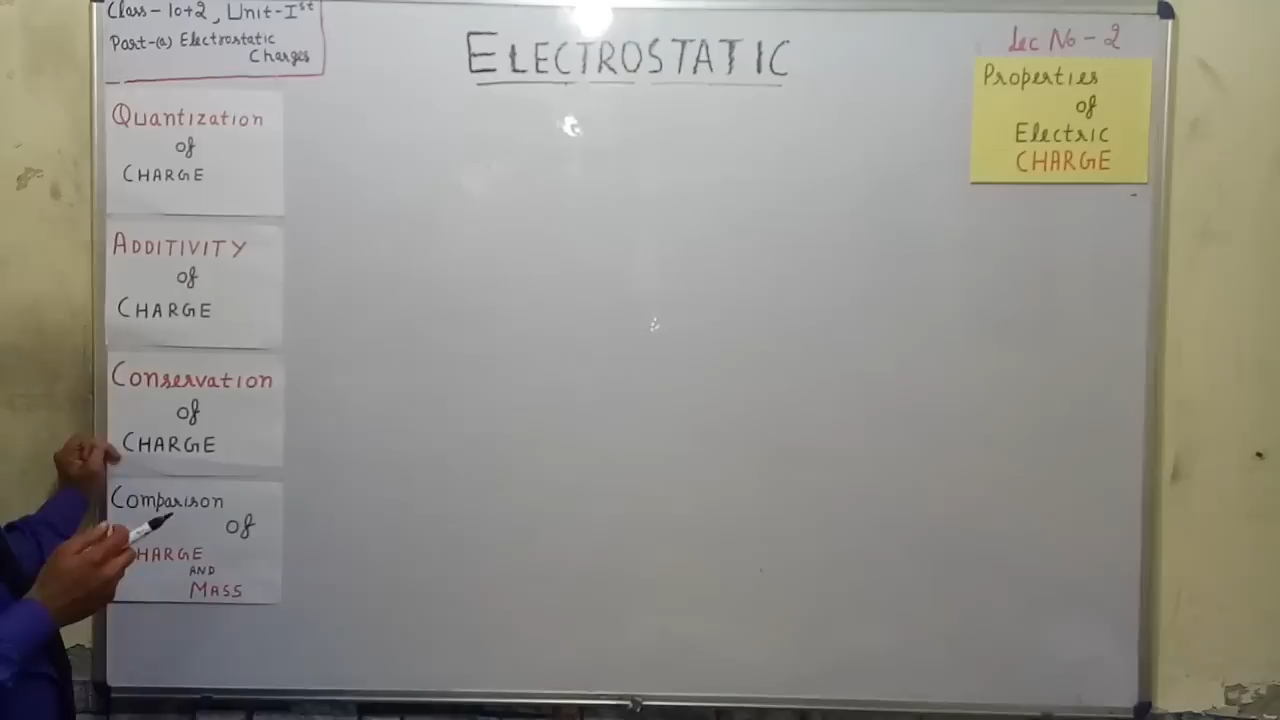 Class-10+2, Unit-Ist
Part-(a) Electrostatic
Charges
ELECTROSTATIC
Lec No-2
Properties
of
Electric
CHARGE
Quantization
of
CHARGE
ADDITIVITY
of
CHARGE
Conservation
of
CHARGE
Comparison
of
HARGE
AND
MASS